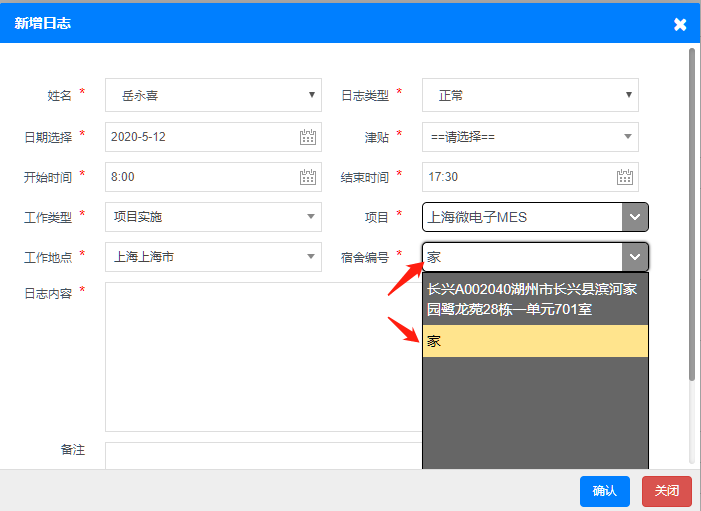 新增日志
姓名 * 岳永喜 日志类型 * 正常
日期选择 * 2020-5-12 津贴 * ==请选择==
开始时间 * 8:00 结束时间 * 17:30
工作类型 * 项目实施 项目 * 上海微电子MES
工作地点 * 上海上海市 宿舍编号 * 家
日志内容 *
长兴A002040湖州市长兴县滨河家
园鹭龙苑28栋一单元701室
家
备注
确认 关闭